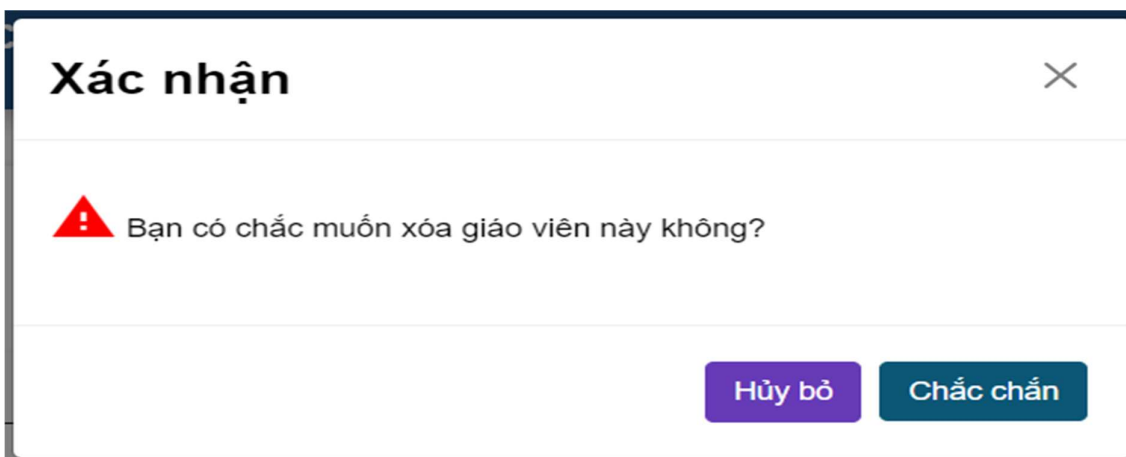 Xác nhận
Bạn có chắc muốn xóa giáo viên này không?
Hủy bỏ
Chắc chắn